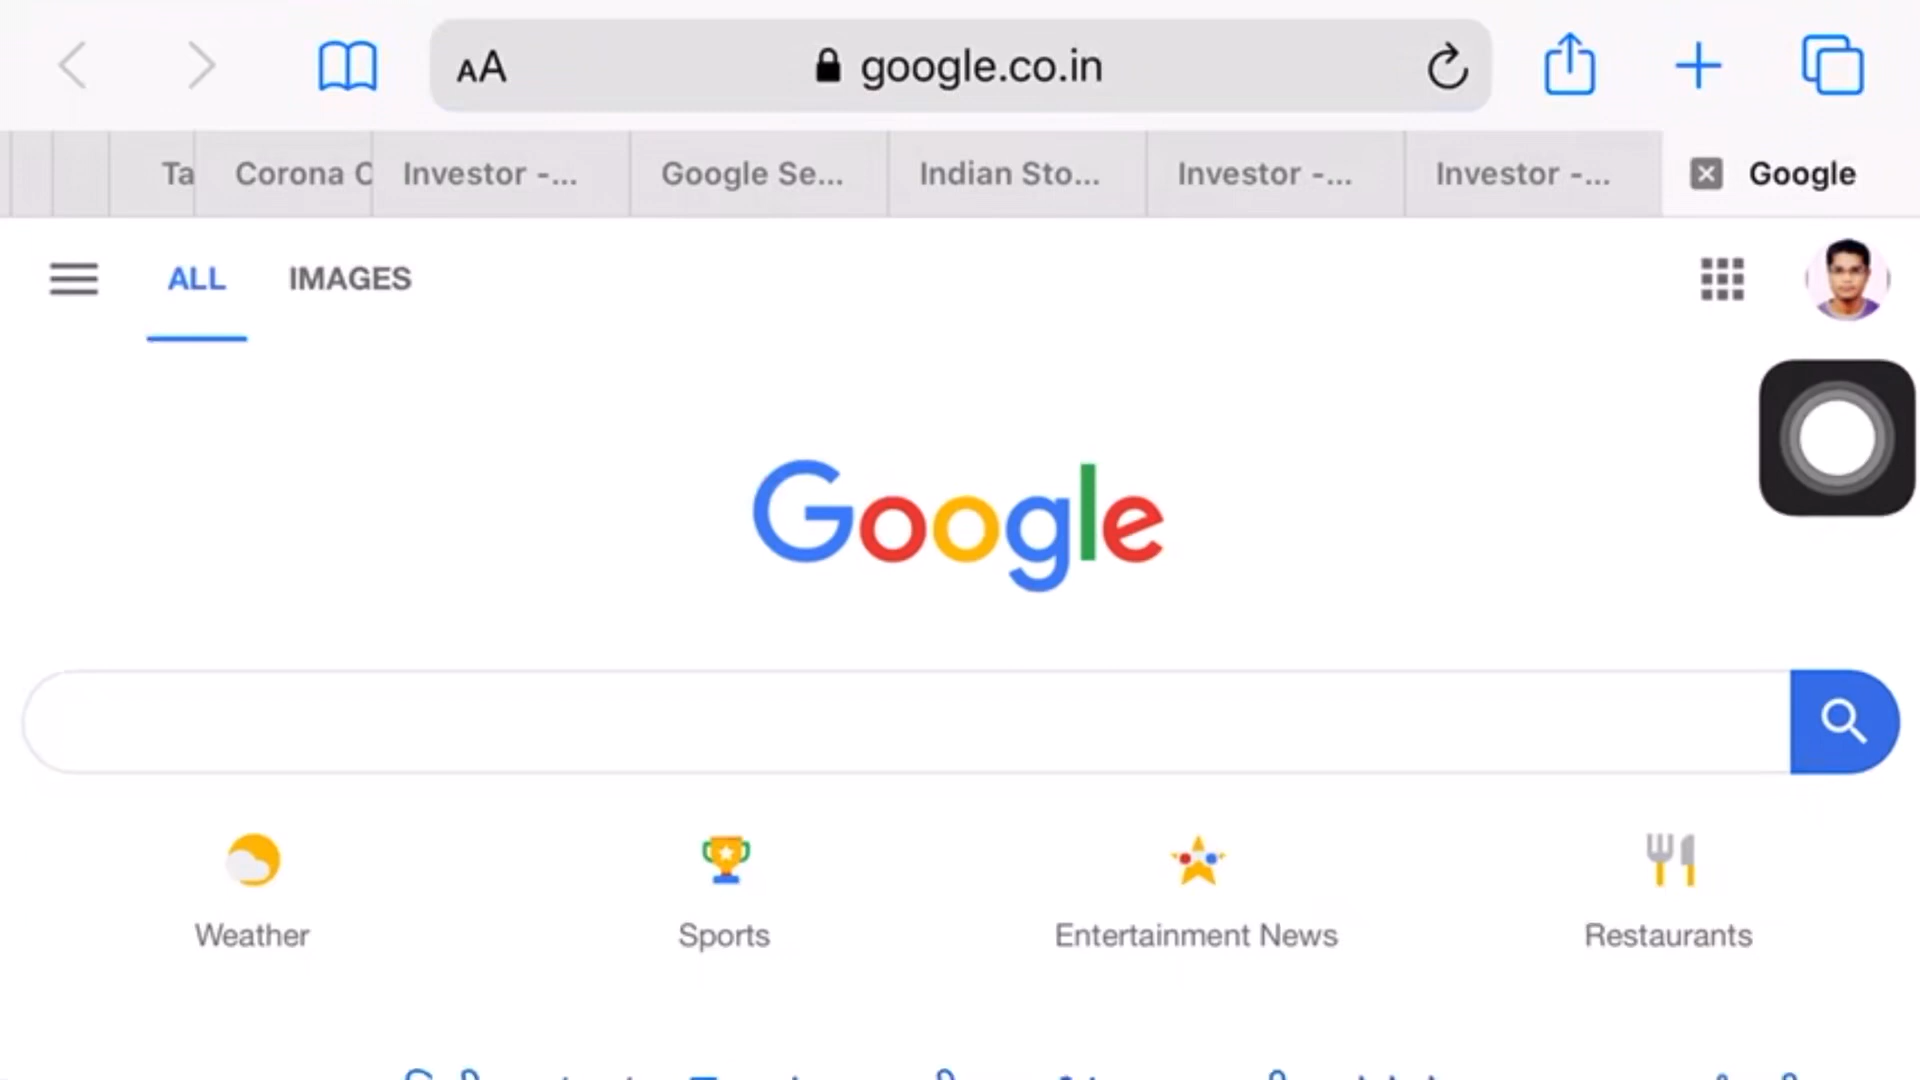 AA google.co.in
Ta Corona C Investor -... Google Se... Indian Sto... Investor -... Investor -... Google
ALL IMAGES
Google
Weather Sports Entertainment News Restaurants